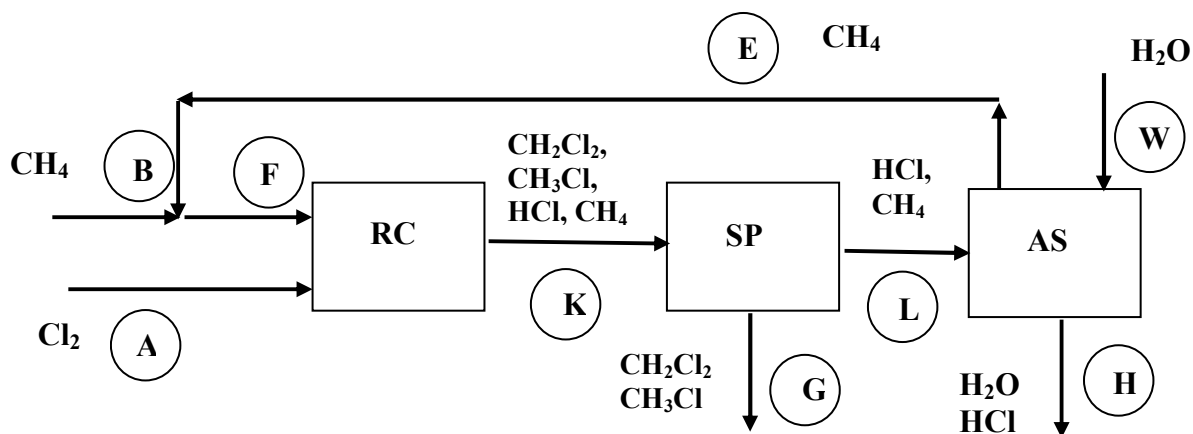 E
CH₄
H₂O
CH₄
B
F
CH₂Cl₂,
CH₃Cl,
HCl, CH₄
HCl,
CH₄
W
RC
SP
AS
Cl₂
A
K
L
CH₂Cl₂
CH₃Cl
G
H₂O
HCl
H